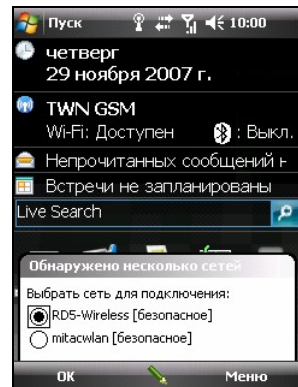 Пуск 10:00
четверг
29 ноября 2007 г.
TWN GSM
Wi-Fi: Доступен : Выкл.
Непрочитанных сообщений н
Встречи не запланированы
Live Search
Обнаружено несколько сетей
Выбрать сеть для подключения:
RD5-Wireless [безопасное]
mitacwlan [безопасное]
ОК Меню